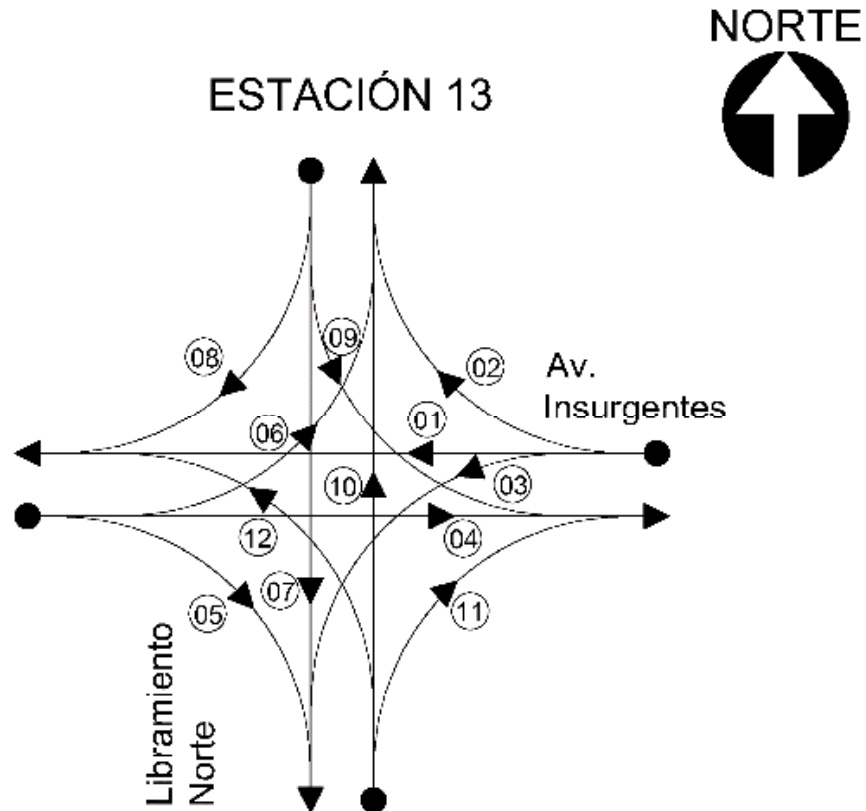 NORTE
ESTACIÓN 13
09
08
02
Av.
Insurgentes
01
06
03
10
12
04
07
05
11
Libramiento
Norte